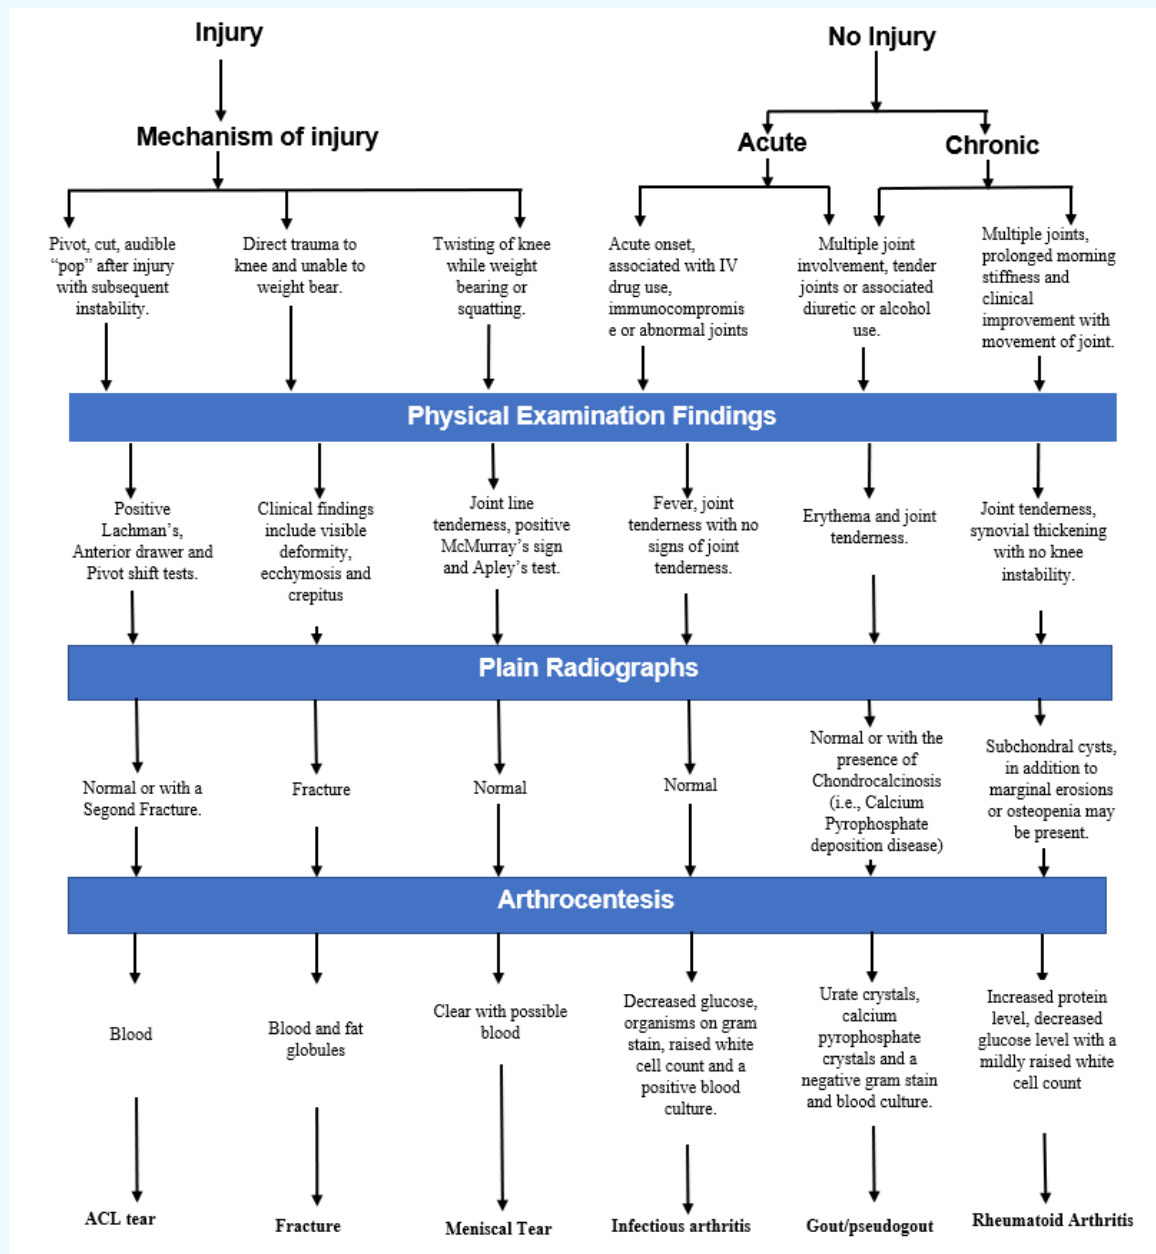 Injury
No Injury
Mechanism of injury
Acute
Chronic
Pivot, cut, audible
“pop” after injury
with subsequent
instability.
Direct trauma to
knee and unable to
weight bear.
Twisting of knee
while weight
bearing or
squatting.
Acute onset,
associated with IV
drug use,
immunocompromis
e or abnormal joints
Multiple joint
involvement, tender
joints or associated
diuretic or alcohol
use.
Multiple joints,
prolonged morning
stiffness and
clinical
improvement with
movement of joint.
Physical Examination Findings
Positive
Lachman’s,
Anterior drawer and
Pivot shift tests.
Clinical findings
include visible
deformity,
ecchymosis and
crepitus
Joint line
tenderness, positive
McMurray’s sign
and Apley’s test.
Fever, joint
tenderness with no
signs of joint
tenderness.
Erythema and joint
tenderness.
Joint tenderness,
synovial thickening
with no knee
instability.
Plain Radiographs
Normal or with a
Segond Fracture.
Fracture
Normal
Normal
Normal or with the
presence of
Chondrocalcinosis
(i.e., Calcium
Pyrophosphate
deposition disease)
Subchondral cysts,
in addition to
marginal erosions
or osteopenia may
be present.
Arthrocentesis
Blood
Blood and fat
globules
Clear with possible
blood
Decreased glucose,
organisms on gram
stain, raised white
cell count and a
positive blood
culture.
Urate crystals,
calcium
pyrophosphate
crystals and a
negative gram stain
and blood culture.
Increased protein
level, decreased
glucose level with a
mildly raised white
cell count
ACL tear
Fracture
Meniscal Tear
Infectious arthritis
Gout/pseudogout
Rheumatoid Arthritis